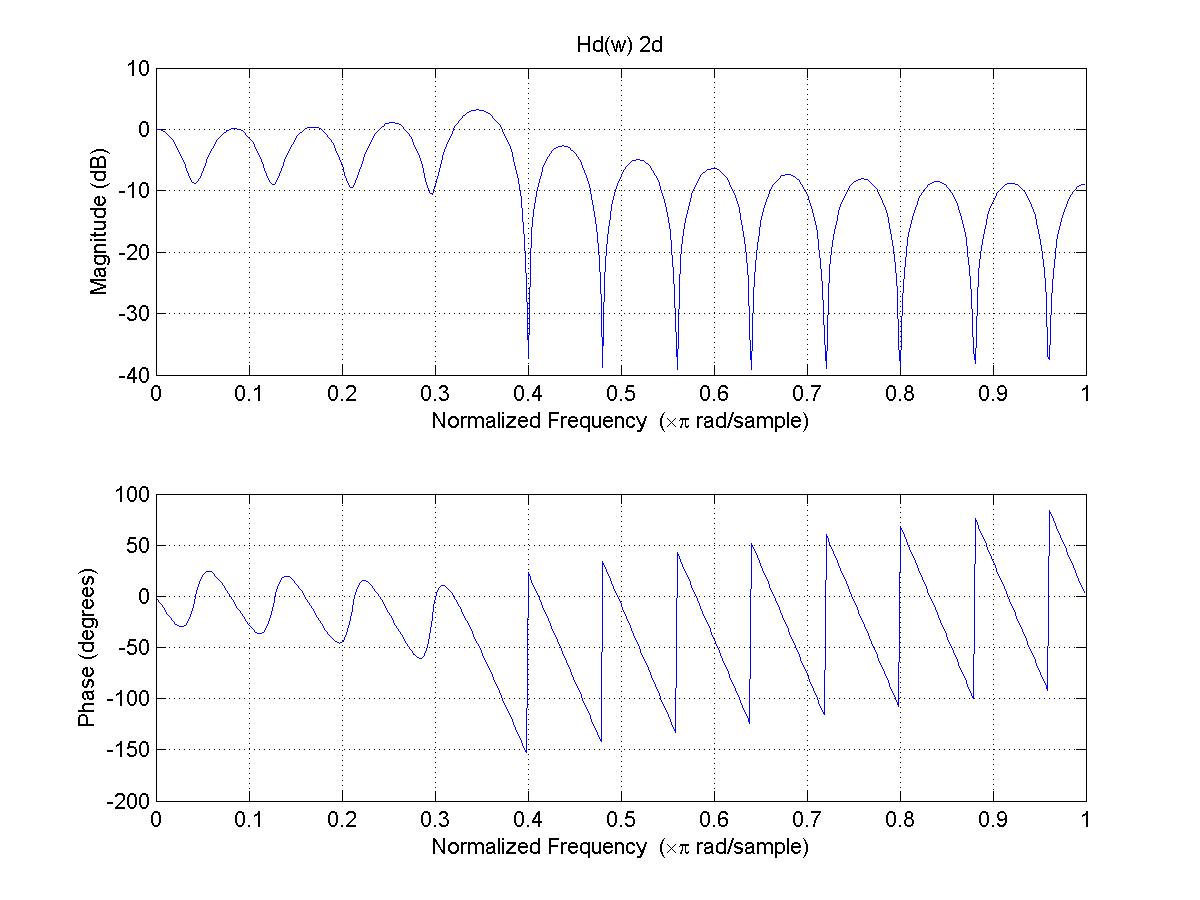 Hd(w) 2d
10
0
-10
-20
-30
-40
Magnitude (dB)
0 0.1 0.2 0.3 0.4 0.5 0.6 0.7 0.8 0.9 1
Normalized Frequency (×π rad/sample)
100
50
0
-50
-100
-150
-200
Phase (degrees)
0 0.1 0.2 0.3 0.4 0.5 0.6 0.7 0.8 0.9 1
Normalized Frequency (×π rad/sample)